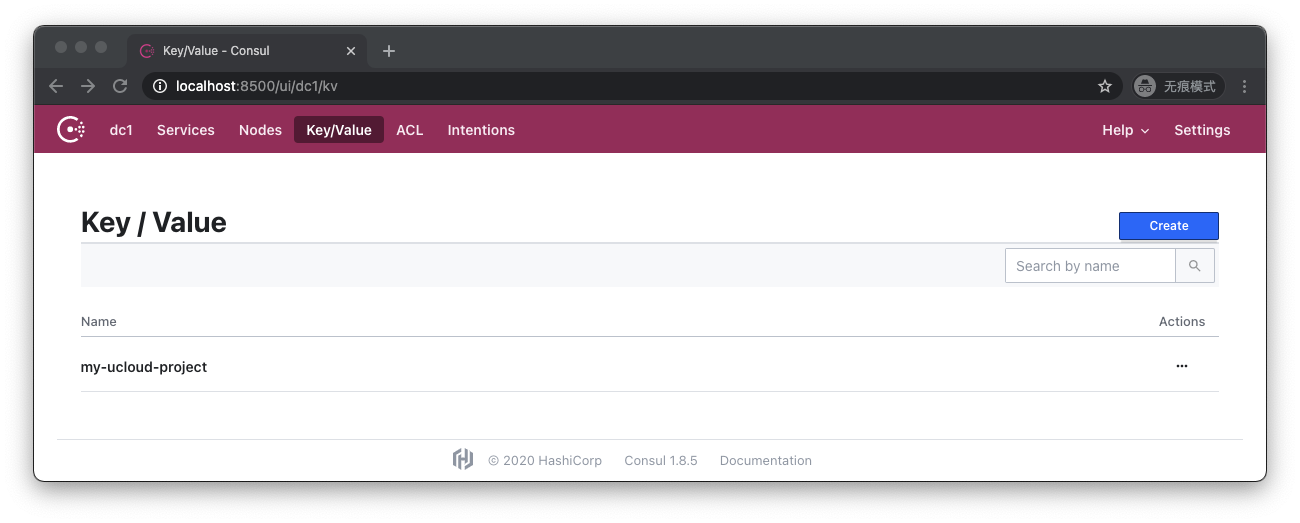 Key/Value - Consul
localhost:8500/ui/dc1/kv
无痕模式
dc1 Services Nodes Key/Value ACL Intentions Help Settings
Key / Value
Create
Search by name
Name Actions
my-ucloud-project
© 2020 HashiCorp Consul 1.8.5 Documentation